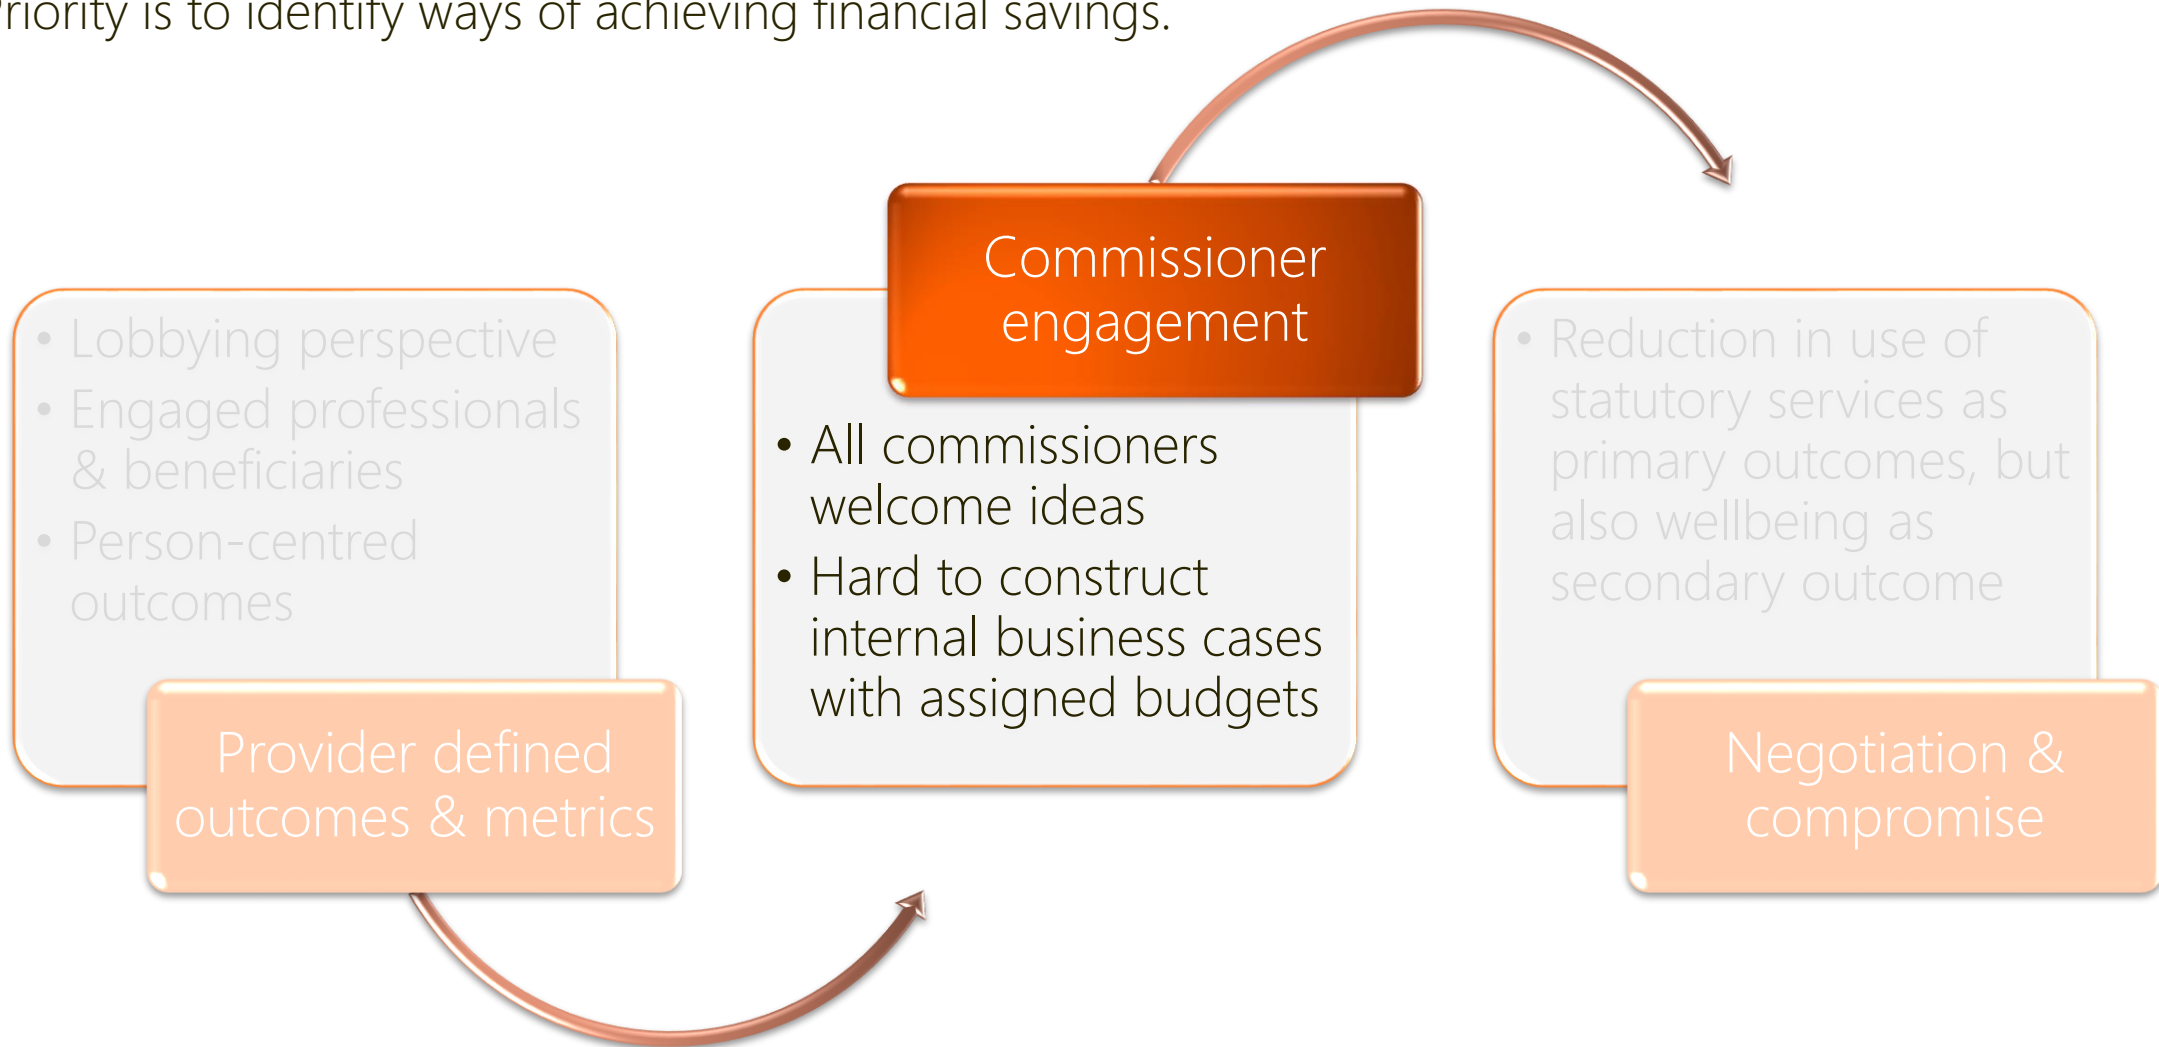 Priority is to identify ways of achieving financial savings.
• Lobbying perspective
• Engaged professionals
& beneficiaries
• Person-centred
outcomes
Provider defined
outcomes & metrics
Commissioner
engagement
• All commissioners
welcome ideas
• Hard to construct
internal business cases
with assigned budgets
• Reduction in use of
statutory services as
primary outcomes, but
also wellbeing as
secondary outcome
Negotiation &
compromise